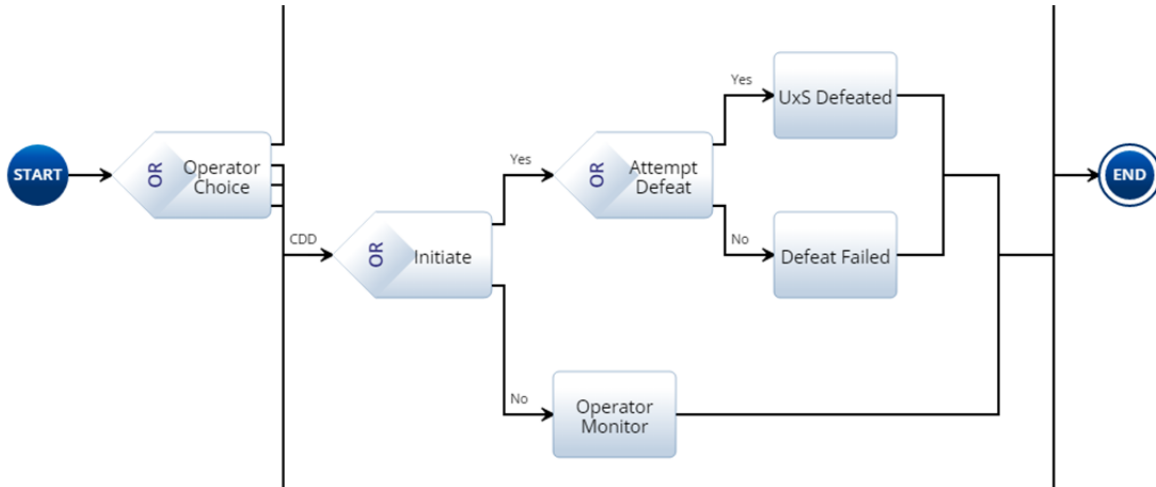 START
OR
Operator
Choice
CDD
OR
Initiate
Yes
OR
Attempt
Defeat
Yes
UxS Defeated
No
Defeat Failed
No
Operator
Monitor
END